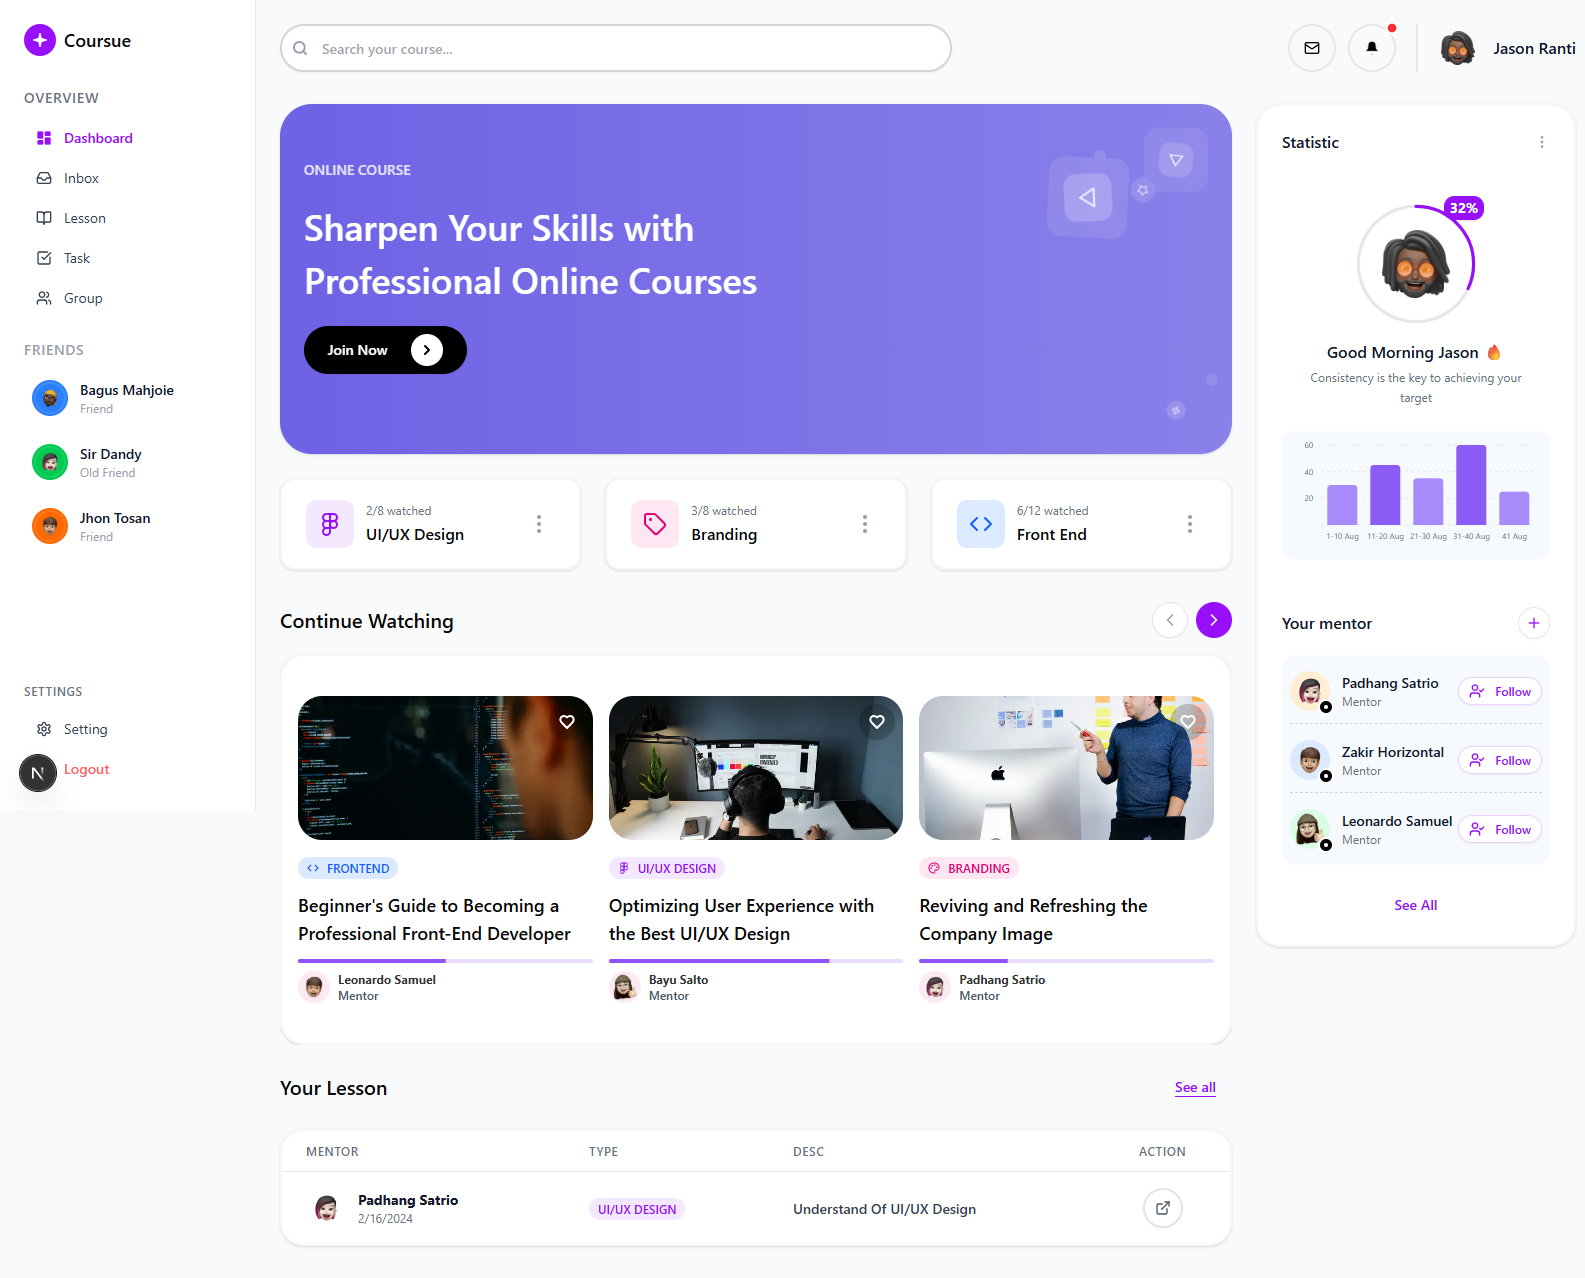 Coursue
OVERVIEW
Dashboard
Inbox
Lesson
Task
Group
FRIENDS
Bagus Mahjoie
Friend
Sir Dandy
Old Friend
Jhon Tosan
Friend
SETTINGS
Setting
N
Logout
Search your course...
Jason Ranti
ONLINE COURSE
Sharpen Your Skills with
Professional Online Courses
Join Now
2/8 watched
UI/UX Design
3/8 watched
Branding
6/12 watched
Front End
Continue Watching
FRONTEND
Beginner's Guide to Becoming a
Professional Front-End Developer
Leonardo Samuel
Mentor
UI/UX DESIGN
Optimizing User Experience with
the Best UI/UX Design
Bayu Salto
Mentor
BRANDING
Reviving and Refreshing the
Company Image
Padhang Satrio
Mentor
Your Lesson
See all
MENTOR TYPE DESC ACTION
Padhang Satrio
2/16/2024
UI/UX DESIGN
Understand Of UI/UX Design
Statistic
32%
Good Morning Jason 🔥
Consistency is the key to achieving your
target
60
40
20
1-10 Aug 11-20 Aug 21-30 Aug 31-40 Aug 41 Aug
Your mentor
Padhang Satrio
Mentor
Follow
Zakir Horizontal
Mentor
Follow
Leonardo Samuel
Mentor
Follow
See All